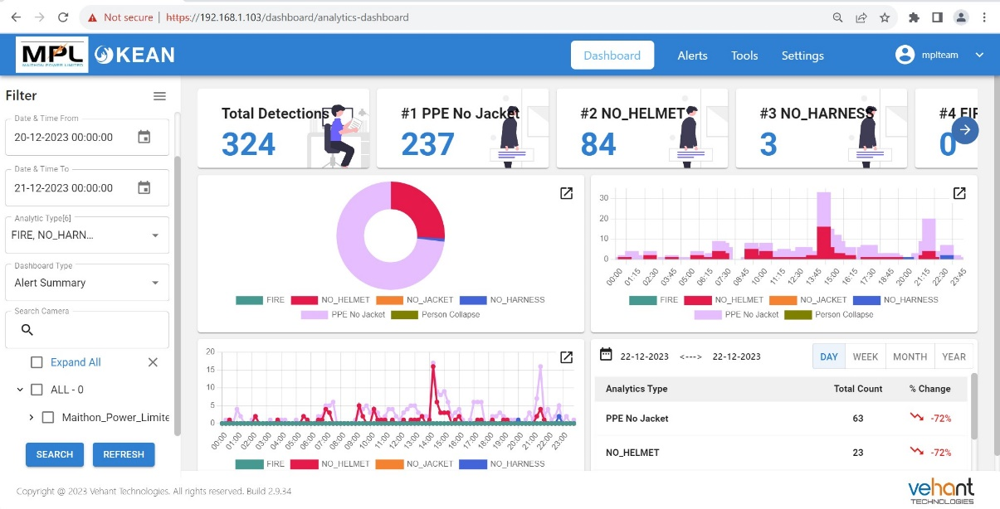 Not secure | https://192.168.1.103/dashboard/analytics-dashboard
MPL
MAITHON POWER LIMITED
KEAN
Dashboard
Alerts
Tools
Settings
mplteam
Filter
Date & Time From
20-12-2023 00:00:00
Date & Time To
21-12-2023 00:00:00
Analytic Type[6]
FIRE, NO_HARN...
Dashboard Type
Alert Summary
Search Camera
Expand All
ALL - 0
Maithon_Power_Limite
SEARCH
REFRESH
Total Detections
324
#1 PPE No Jacket
237
#2 NO_HELMET
84
#3 NO_HARNESS
3
#4 FIR
0
FIRE NO_HELMET NO_JACKET NO_HARNESS
PPE No Jacket Person Collapse
30
20
10
0
00:00 01:15 02:30 03:45 05:00 06:15 07:30 08:45 10:00 11:15 12:30 13:45 15:00 16:15 17:30 18:45 20:00 21:15 22:30 23:45
FIRE NO_HELMET NO_JACKET NO_HARNESS
PPE No Jacket Person Collapse
20
15
10
5
0
00:00 01:00 02:00 03:00 04:00 05:00 06:00 07:00 08:00 09:00 10:00 11:00 12:00 13:00 14:00 15:00 16:00 17:00 18:00 19:00 20:00 21:00 22:00 23:00
FIRE NO_HELMET NO_JACKET NO_HARNESS
22-12-2023 <---> 22-12-2023
DAY WEEK MONTH YEAR
Analytics Type Total Count % Change
PPE No Jacket 63 -72%
NO_HELMET 23 -72%
Copyright @ 2023 Vehant Technologies. All rights reserved. Build 2.9.34
vehant
TECHNOLOGIES